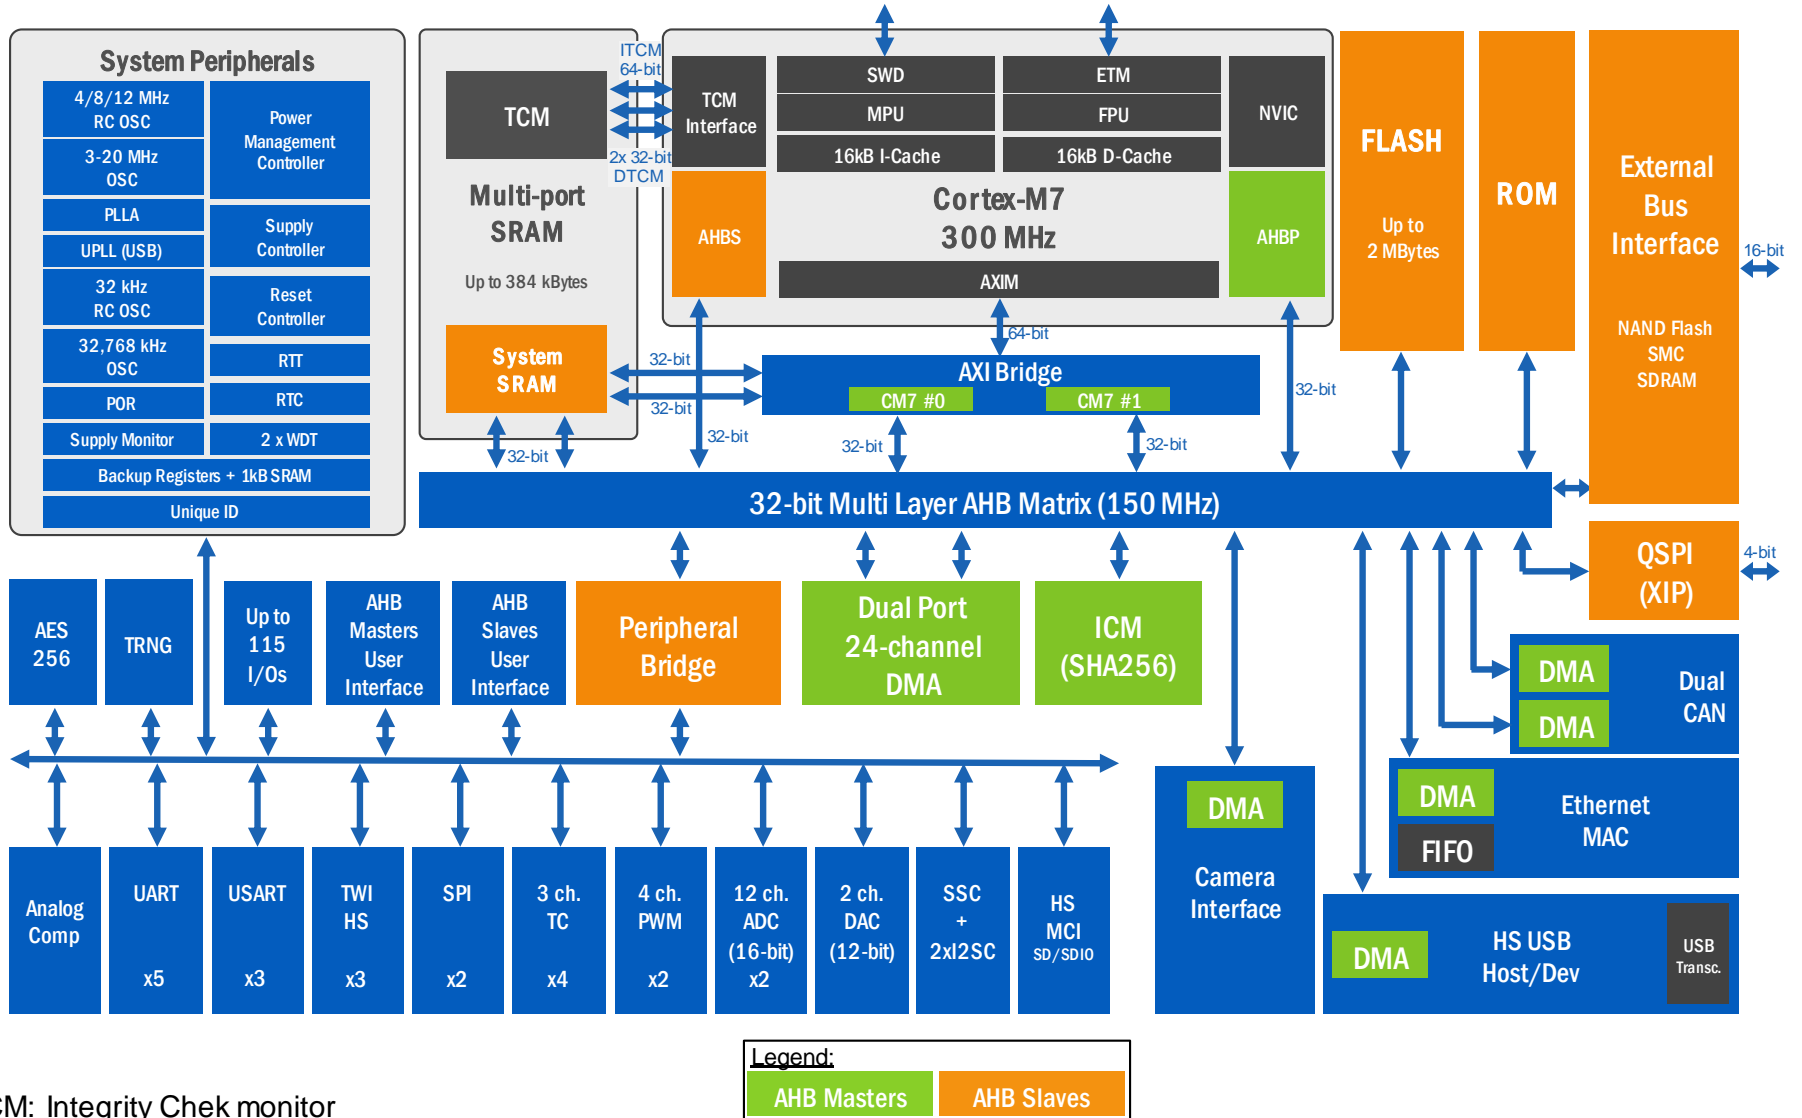 System Peripherals
4/8/12 MHz
RC OSC
3-20 MHz
OSC
PLLA
UPLL (USB)
32 kHz
RC OSC
32,768 kHz
OSC
POR
Supply Monitor
Power
Management
Controller
Supply
Controller
Reset
Controller
RTT
RTC
2 x WDT
Backup Registers + 1kB SRAM
Unique ID
TCM
Multi-port
SRAM
Up to 384 kBytes
System
SRAM
ITCM
64-bit
2x 32-bit
DTCM
TCM
Interface
AHBS
SWD
ETM
MPU
FPU
16kB I-Cache
16kB D-Cache
Cortex-M7
300 MHz
AXIM
NVIC
AHBP
FLASH
Up to
2 MBytes
ROM
External
Bus
Interface
NAND Flash
SMC
SDRAM
16-bit
64-bit
32-bit
32-bit
AXI Bridge
CM7 #0
CM7 #1
32-bit
32-bit
32-bit
32-bit
32-bit
32-bit Multi Layer AHB Matrix (150 MHz)
QSPI
(XIP)
4-bit
AES
256
TRNG
Up to
115
I/Os
AHB
Masters
User
Interface
AHB
Slaves
User
Interface
Peripheral
Bridge
Dual Port
24-channel
DMA
ICM
(SHA256)
DMA
DMA
Dual
CAN
DMA
FIFO
Ethernet
MAC
DMA
Camera
Interface
DMA
HS USB
Host/Dev
USB
Transc.
Analog
Comp
UART
x5
USART
x3
TWI
HS
x3
SPI
x2
3 ch.
TC
x4
4 ch.
PWM
x2
12 ch.
ADC
(16-bit)
x2
2 ch.
DAC
(12-bit)
SSC
+
2xI2SC
HS
MCI
SD/SDIO
Legend:
AHB Masters
AHB Slaves
CM: Integrity Chek monitor